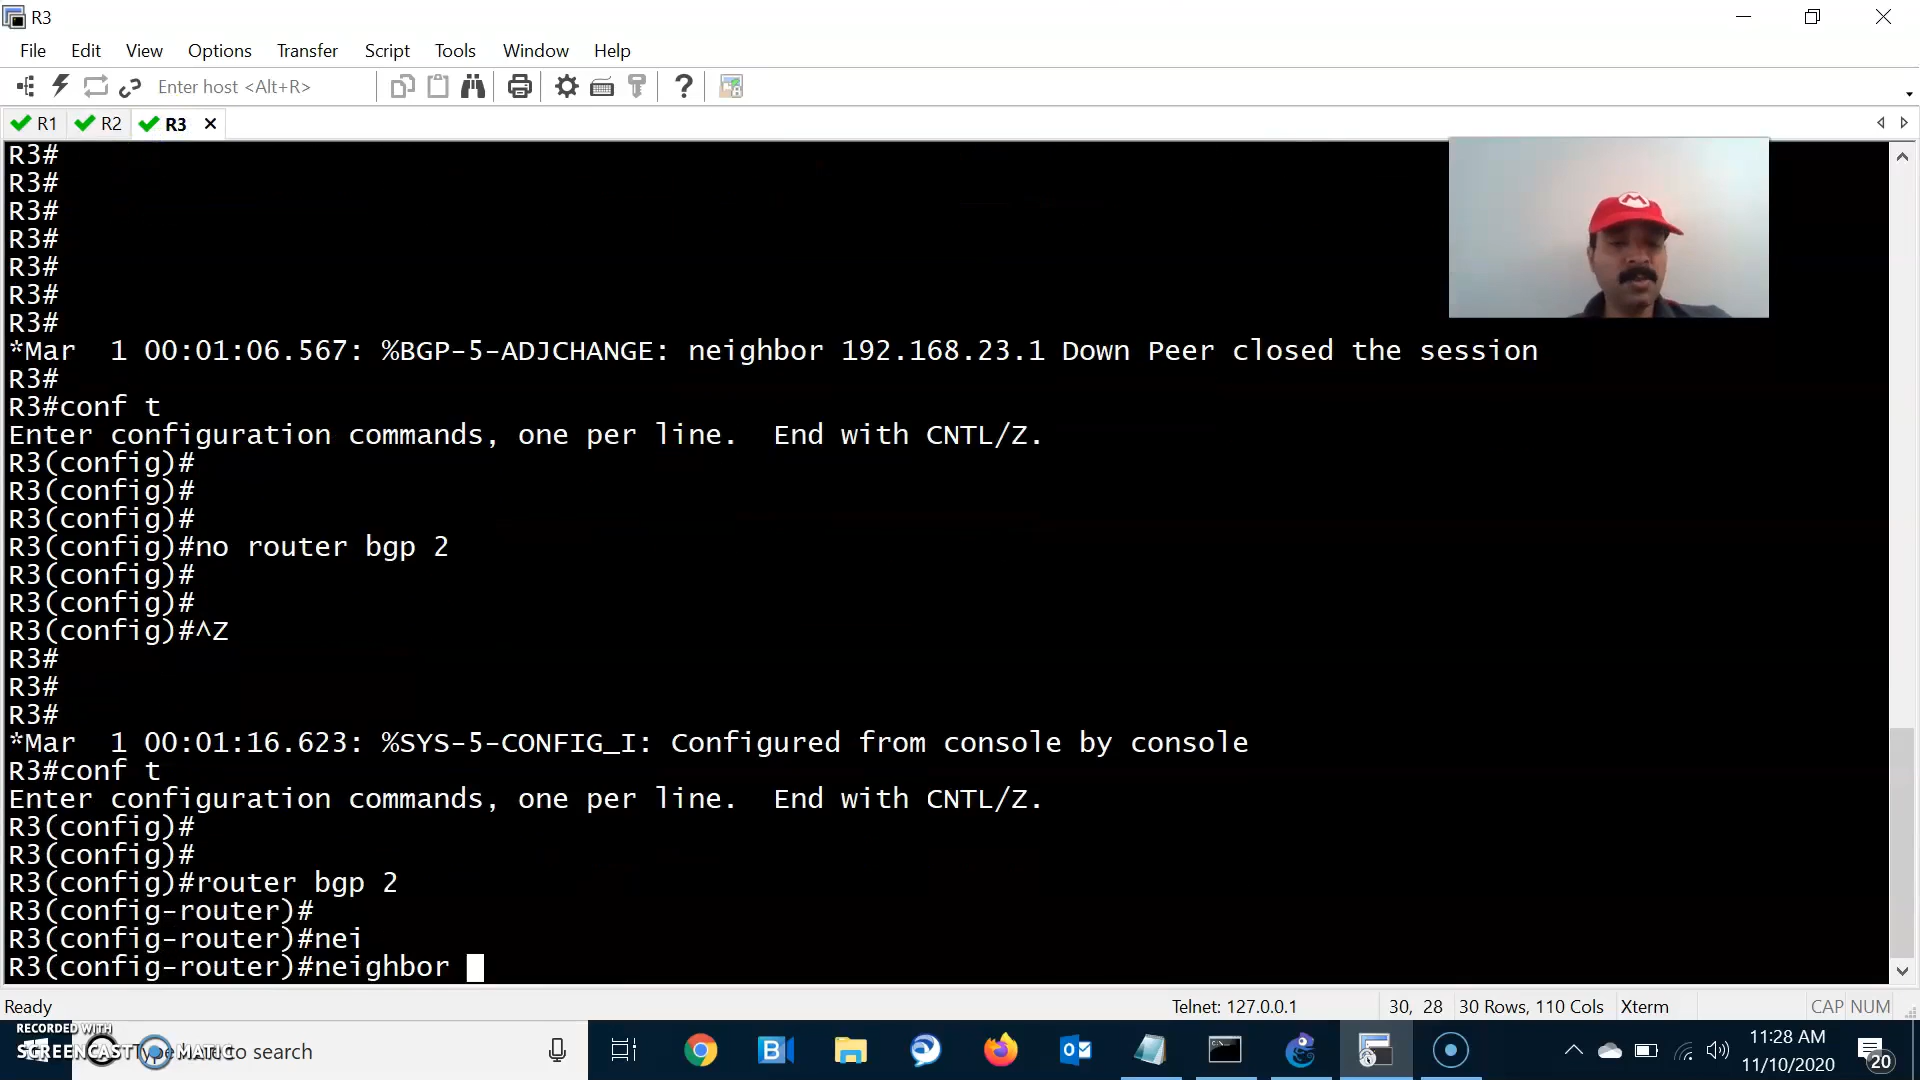 R3
File Edit View Options Transfer Script Tools Window Help
Enter host <Alt+R>
R1 R2 R3
R3#
R3#
R3#
R3#
R3#
R3#
R3#
*Mar  1 00:01:06.567: %BGP-5-ADJCHANGE: neighbor 192.168.23.1 Down Peer closed the session
R3#
R3#conf t
Enter configuration commands, one per line.  End with CNTL/Z.
R3(config)#
R3(config)#
R3(config)#
R3(config)#no router bgp 2
R3(config)#
R3(config)#
R3(config)#^Z
R3#
R3#
R3#
*Mar  1 00:01:16.623: %SYS-5-CONFIG_I: Configured from console by console
R3#conf t
Enter configuration commands, one per line.  End with CNTL/Z.
R3(config)#
R3(config)#
R3(config)#router bgp 2
R3(config-router)#
R3(config-router)#nei
R3(config-router)#neighbor
Ready Telnet: 127.0.0.1 30, 28 30 Rows, 110 Cols Xterm CAP NUM
RECORDED WITH
SCREENCAST MATIC
Type here to search
11:28 AM
11/10/2020
20